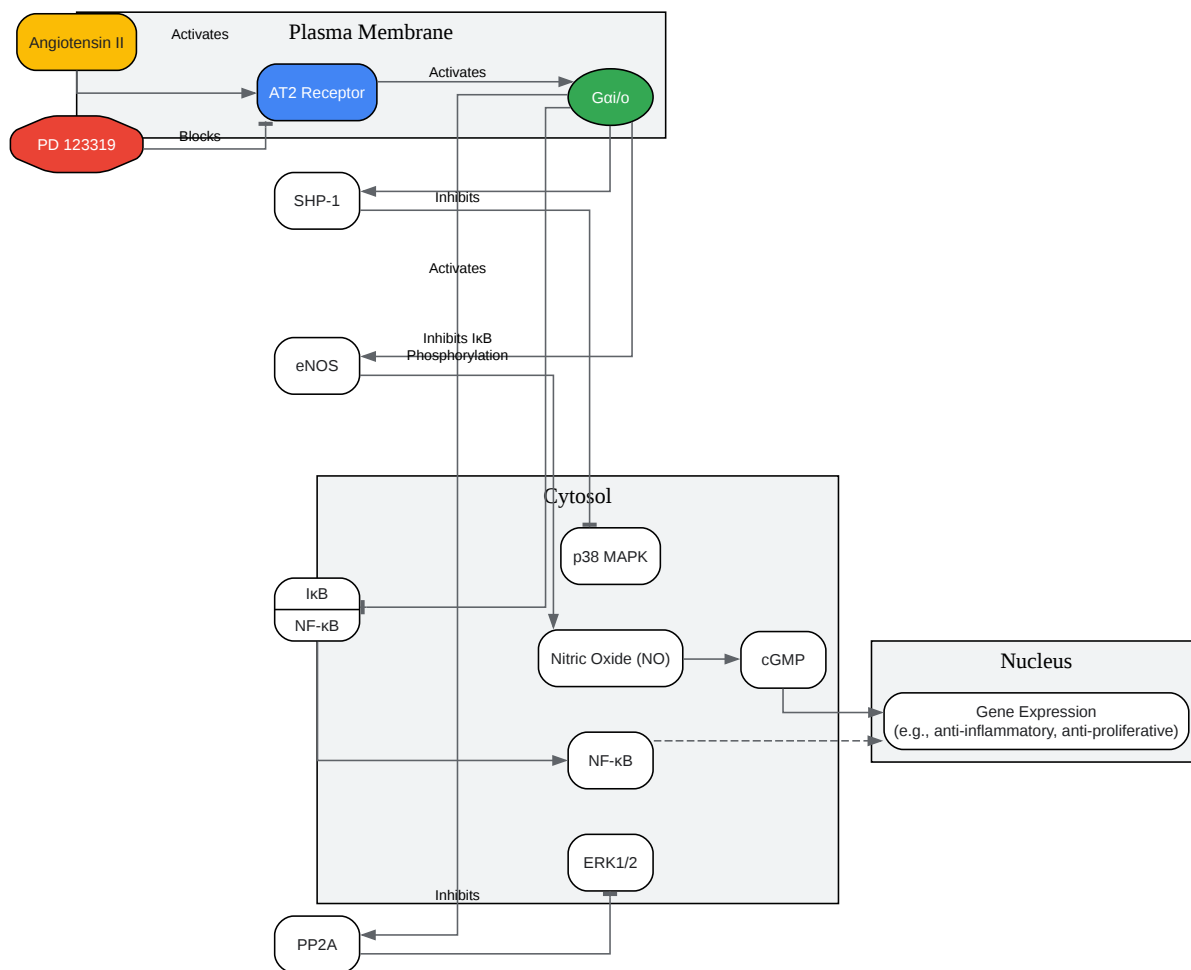 Plasma Membrane
Angiotensin II
Activates
Activates
AT2 Receptor
Gαi/o
PD 123319
Blocks
SHP-1
Inhibits
Activates
eNOS
Inhibits IκB
Phosphorylation
Cytosol
p38 MAPK
IκB
NF-κB
Nitric Oxide (NO)
cGMP
Nucleus
Gene Expression
(e.g., anti-inflammatory, anti-proliferative)
NF-κB
ERK1/2
Inhibits
PP2A